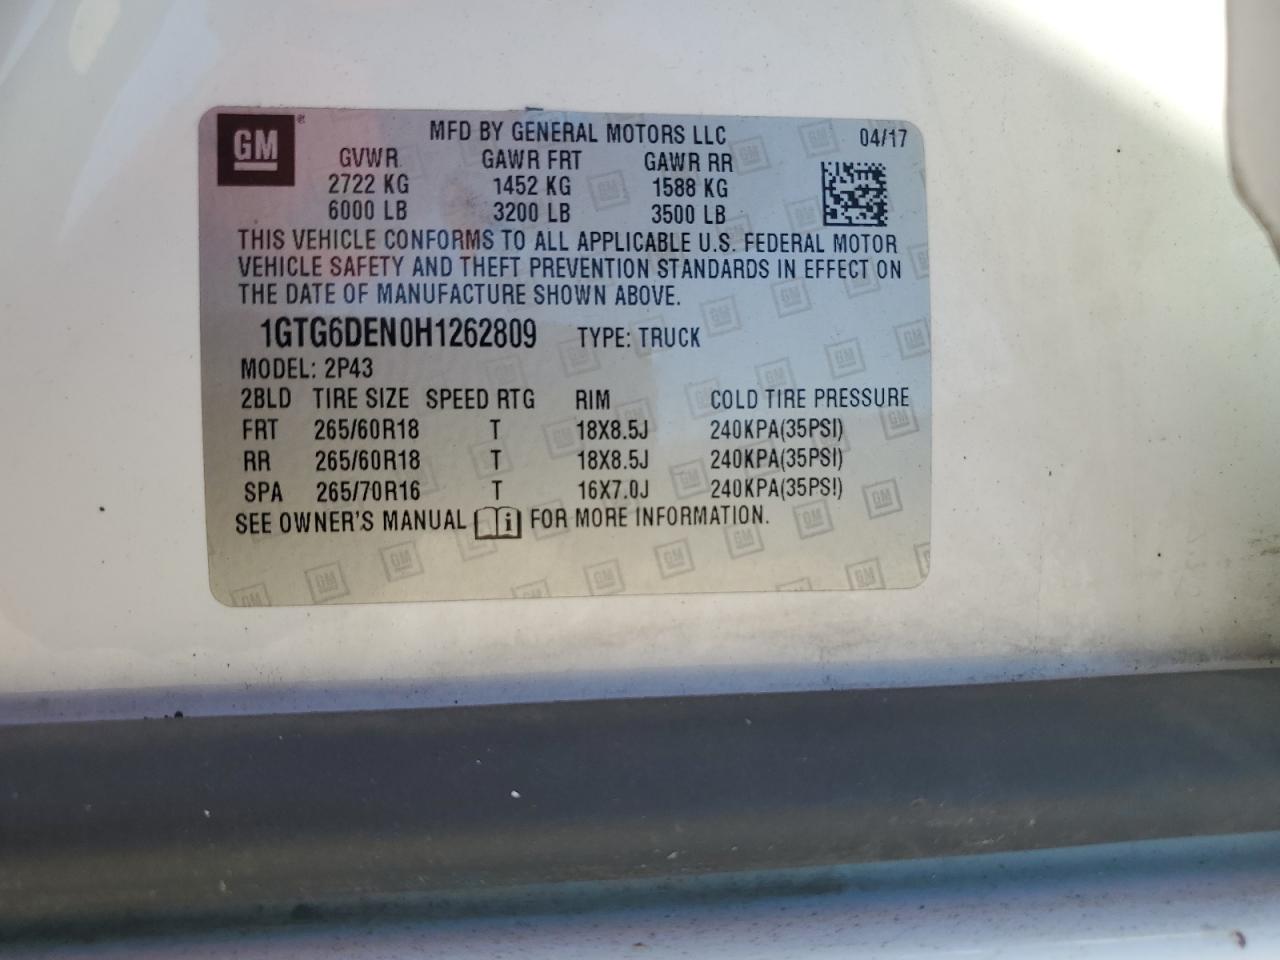 GM ® MFD BY GENERAL MOTORS LLC 04/17
GVWR GAWR FRT GAWR RR
2722 KG 1452 KG 1588 KG
6000 LB 3200 LB 3500 LB
THIS VEHICLE CONFORMS TO ALL APPLICABLE U.S. FEDERAL MOTOR
VEHICLE SAFETY AND THEFT PREVENTION STANDARDS IN EFFECT ON
THE DATE OF MANUFACTURE SHOWN ABOVE.
1GTG6DEN0H1262809 TYPE: TRUCK
MODEL: 2P43
2BLD TIRE SIZE SPEED RTG RIM COLD TIRE PRESSURE
FRT 265/60R18 T 18X8.5J 240KPA(35PSI)
RR 265/60R18 T 18X8.5J 240KPA(35PSI)
SPA 265/70R16 T 16X7.0J 240KPA(35PSI)
SEE OWNER'S MANUAL i FOR MORE INFORMATION.